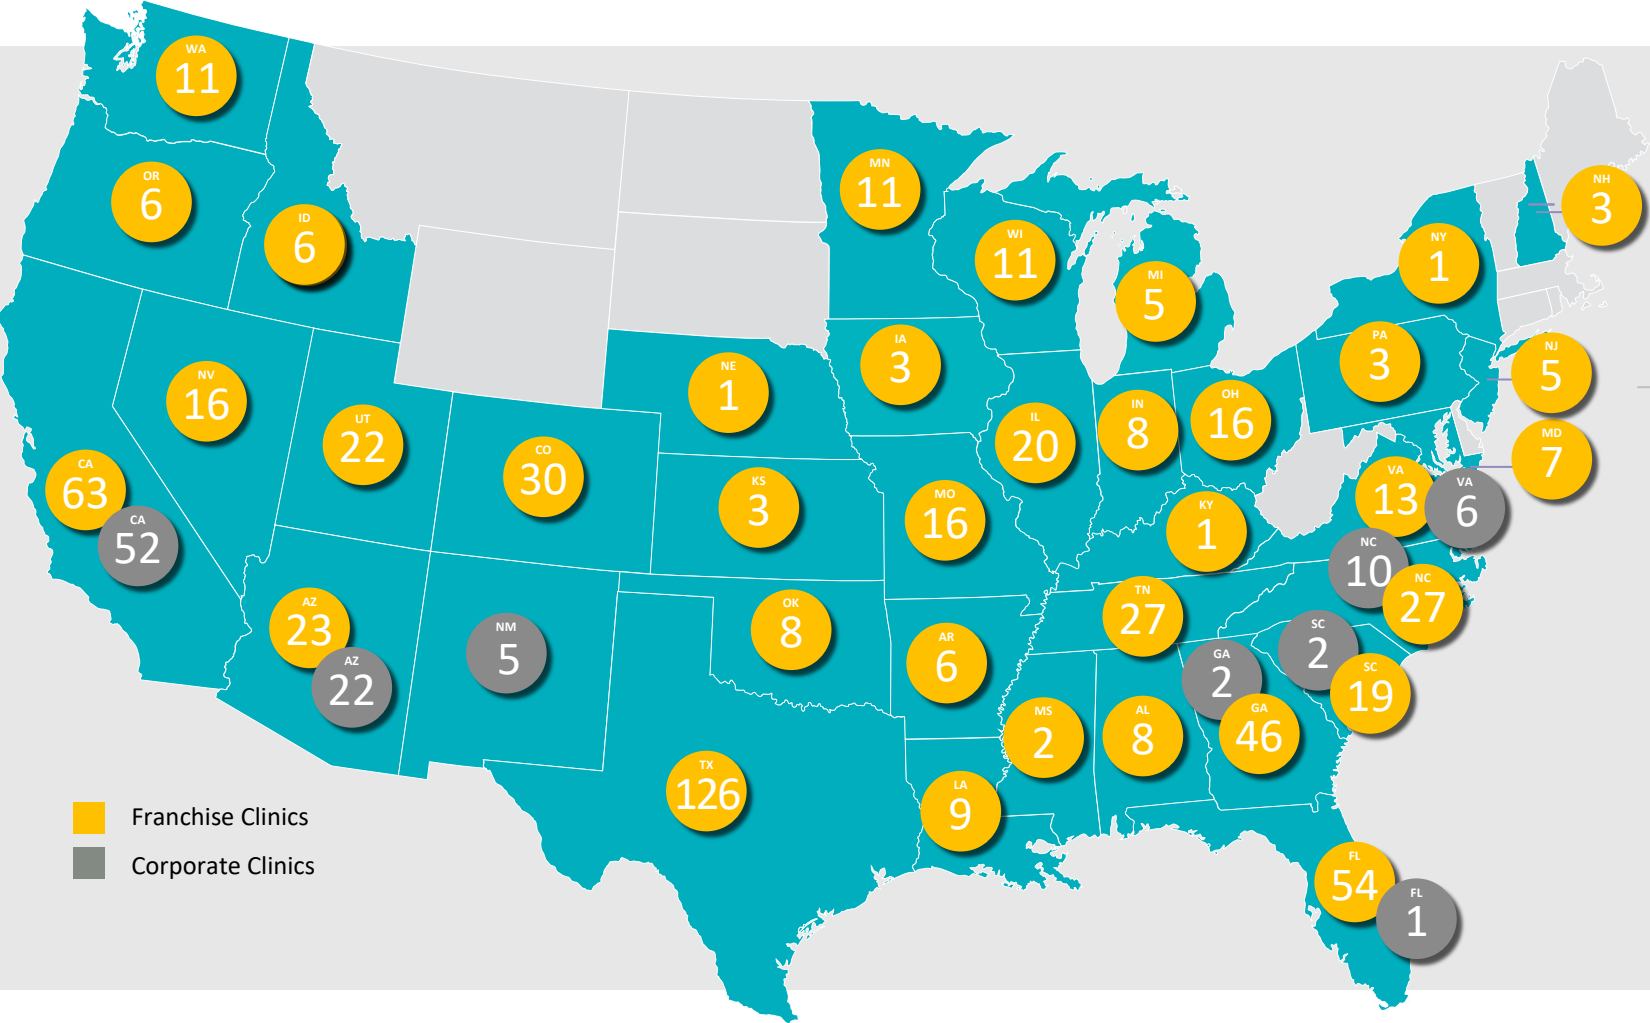 WA
11
OR
6
ID
6
MN
11
WI
11
MI
5
NH
3
NY
1
NV
16
UT
22
NE
1
IA
3
IL
20
IN
8
OH
16
PA
3
NJ
5
MD
7
CA
63
CA
52
CO
30
KS
3
MO
16
KY
1
VA
13
VA
6
NC
10
NC
27
AZ
23
AZ
22
NM
5
OK
8
AR
6
TN
27
SC
2
SC
19
GA
2
GA
46
MS
2
AL
8
TX
126
LA
9
FL
54
FL
1
Franchise Clinics
Corporate Clinics